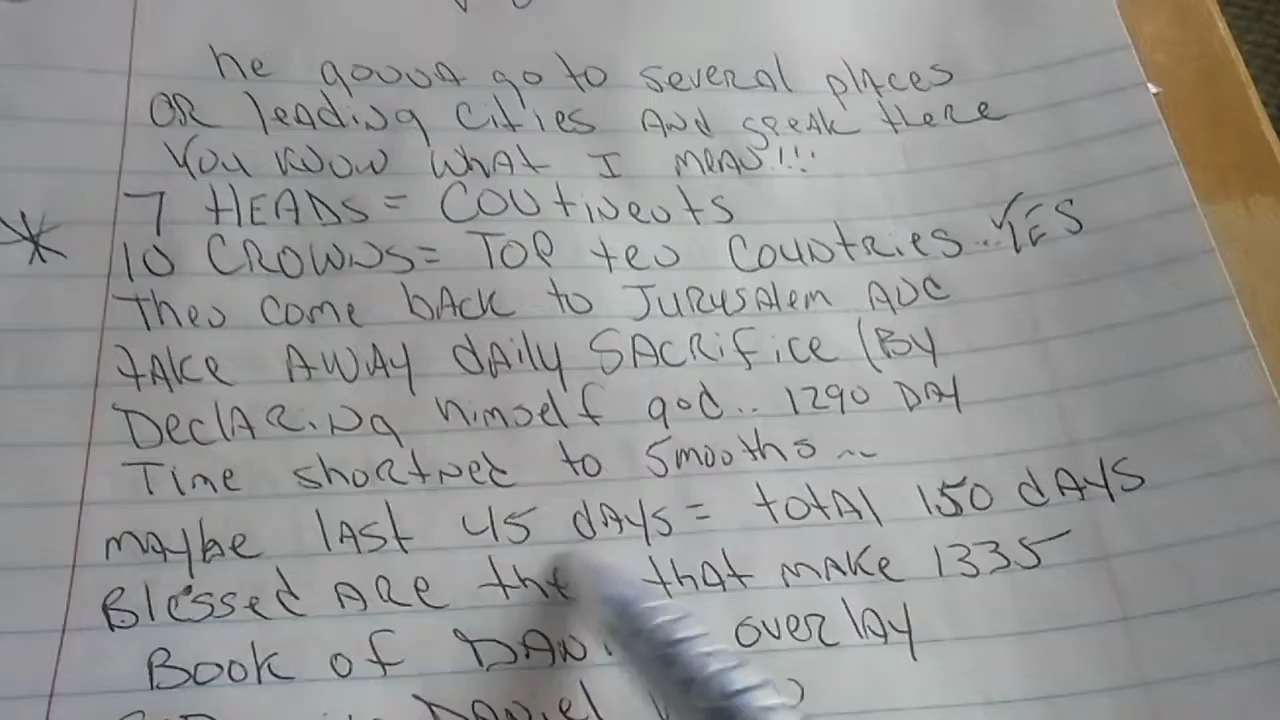 he gonna go to several places
OR leading cities And speak there
You know what I mean!!!
7 HEADS = CONtiNeNts
10 CROWNS = TOP teN Countries.. YES
Then come back to JURUSAlem AND
take AWAY dAily SACRifice (By
DeclARiNg himself god.. 1290 DAY
Time shortNed to 5 moNths...
mAybe lASt 45 dAys = totAl 150 dAYS
Blessed ARe that mAKe 1335
Book of overlAy
DANiel